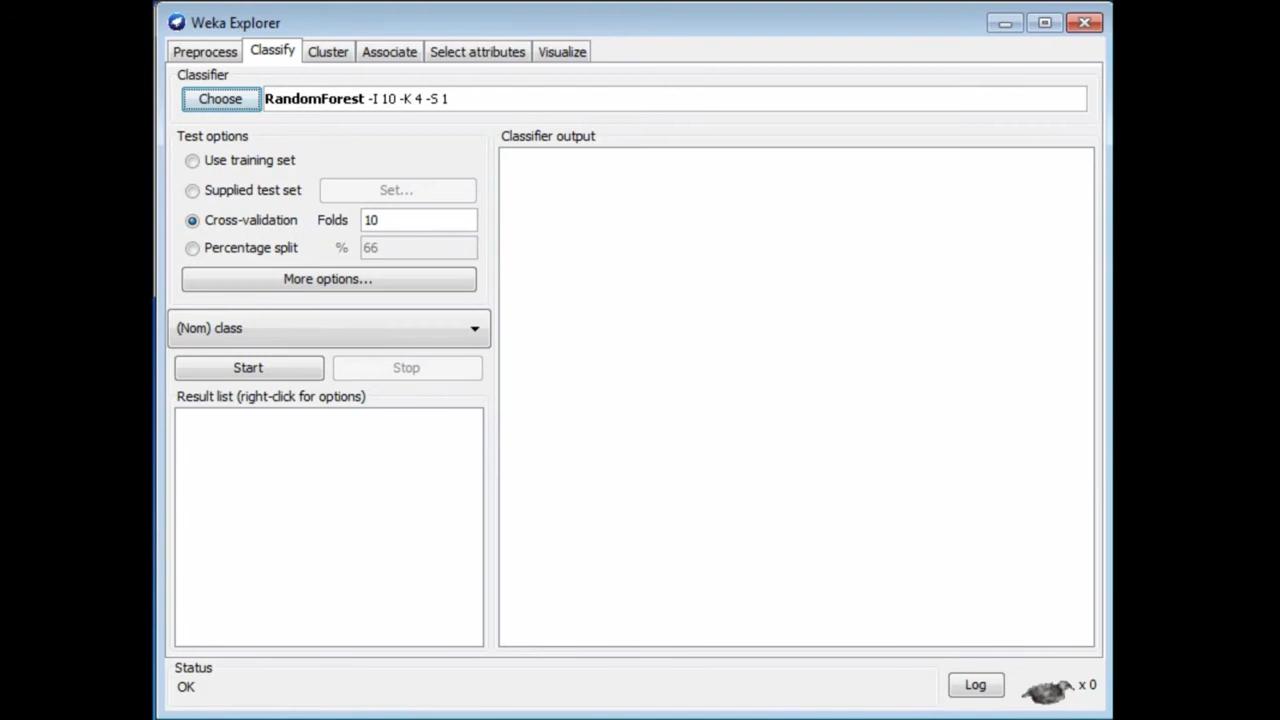 Weka Explorer
Preprocess Classify Cluster Associate Select attributes Visualize
Classifier
Choose RandomForest -I 10 -K 4 -S 1
Test options
Use training set
Supplied test set Set...
Cross-validation Folds 10
Percentage split % 66
More options...
(Nom) class
Start Stop
Result list (right-click for options)
Classifier output
Status
OK
Log x 0